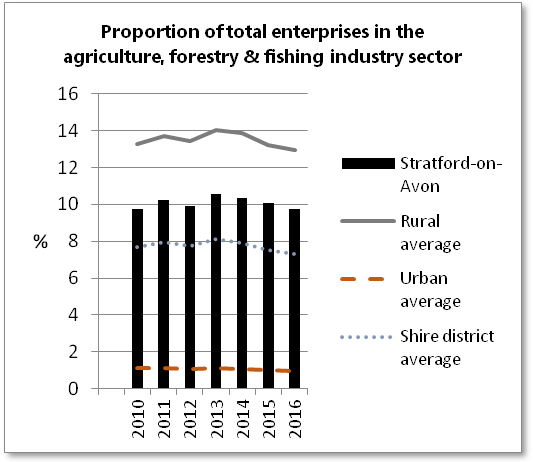 Proportion of total enterprises in the
agriculture, forestry & fishing industry sector
16
14
12
10
8
6
4
2
0
%
2010
2011
2012
2013
2014
2015
2016
Stratford-on-
Avon
Rural
average
Urban
average
Shire district
average